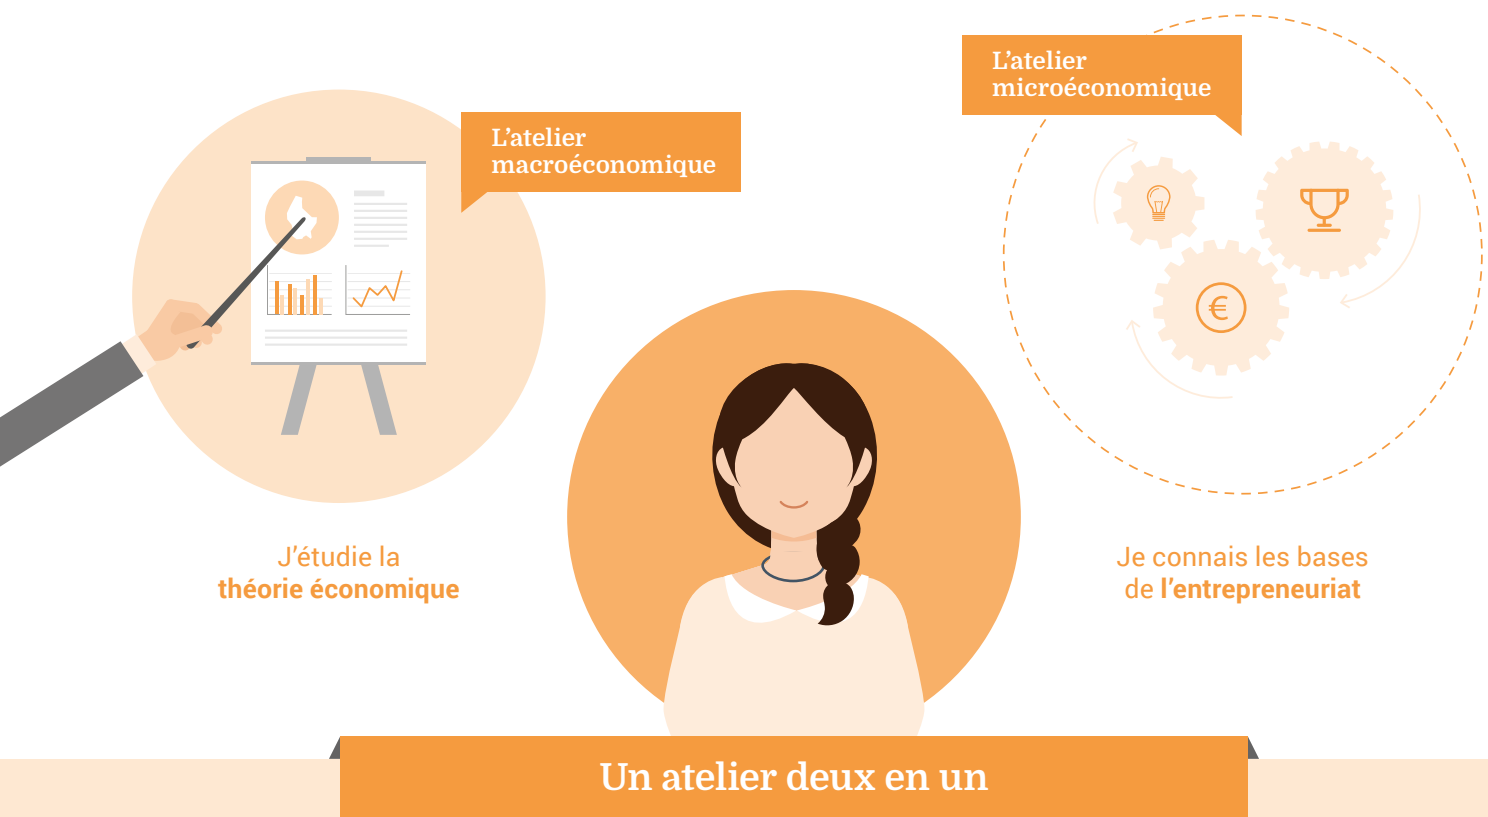 L’atelier
macroéconomique
L’atelier
microéconomique
€
J’étudie la
théorie économique
Je connais les bases
de l’entrepreneuriat
Un atelier deux en un